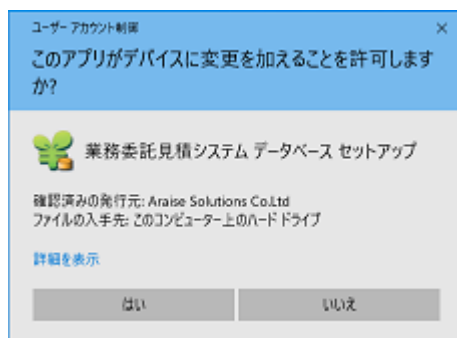 ユーザー アカウント制御
このアプリがデバイスに変更を加えることを許可します
か?
業務委託見積システム データベース セットアップ
確認済みの発行元: Araise Solutions Co.Ltd
ファイルの入手先: このコンピューター上のハード ドライブ
詳細を表示
はい
いいえ